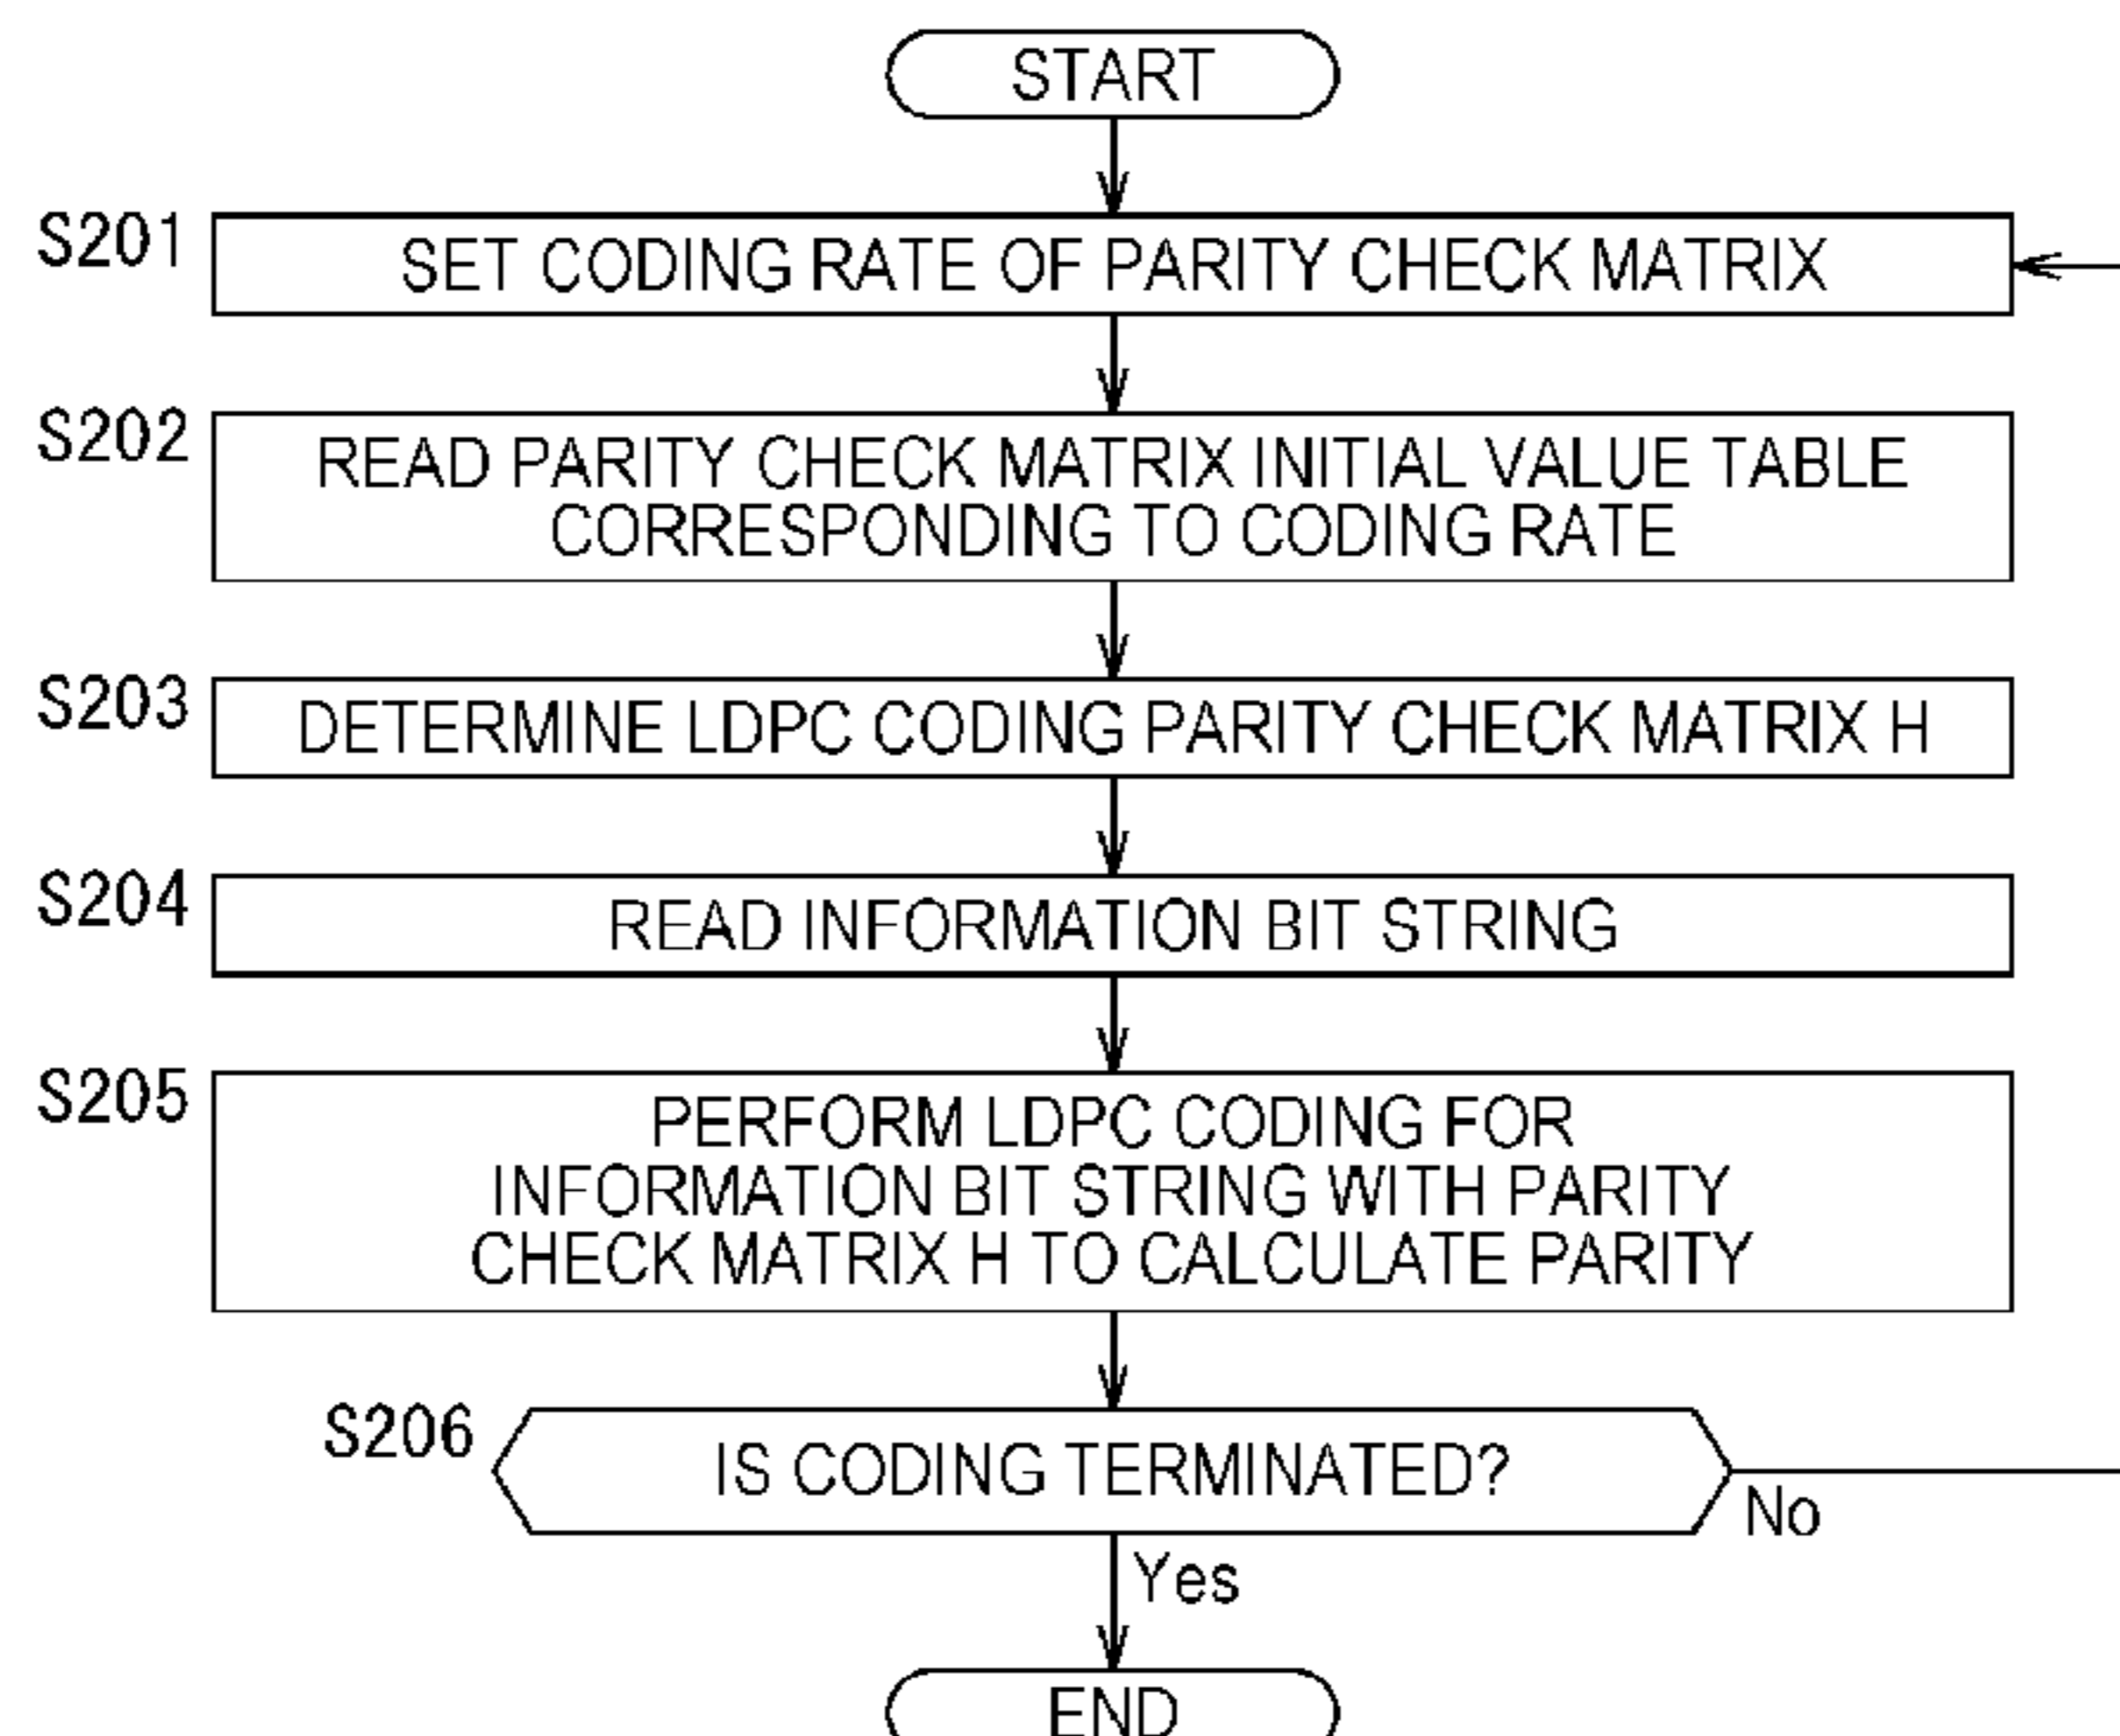 START
S201
SET CODING RATE OF PARITY CHECK MATRIX
S202
READ PARITY CHECK MATRIX INITIAL VALUE TABLE
CORRESPONDING TO CODING RATE
S203
DETERMINE LDPC CODING PARITY CHECK MATRIX H
S204
READ INFORMATION BIT STRING
S205
PERFORM LDPC CODING FOR
INFORMATION BIT STRING WITH PARITY
CHECK MATRIX H TO CALCULATE PARITY
S206
IS CODING TERMINATED?
No
Yes
END